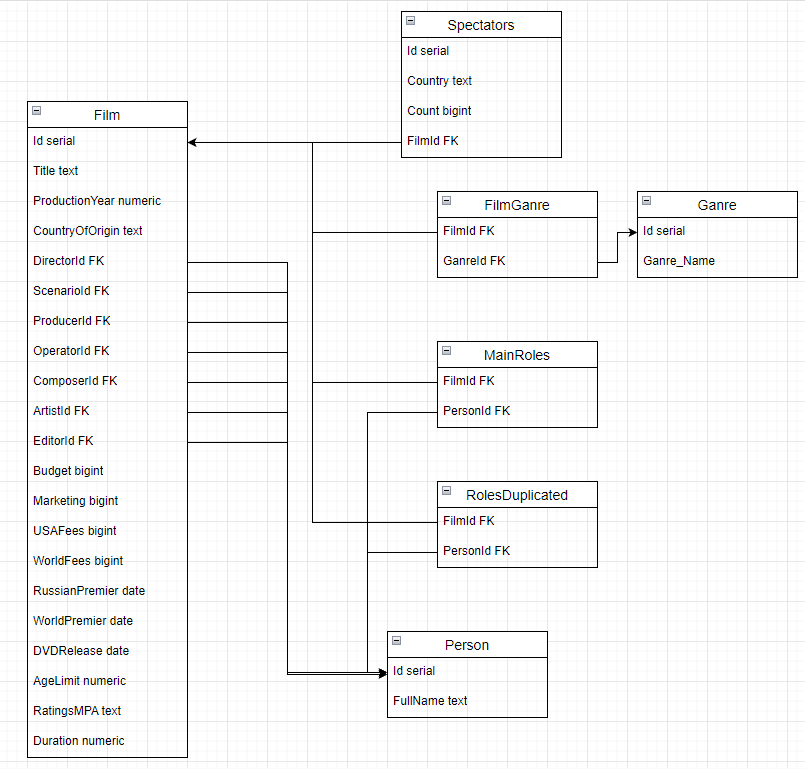 Spectators
Id serial
Country text
Count bigint
FilmId FK
Film
Id serial
Title text
ProductionYear numeric
CountryOfOrigin text
DirectorId FK
ScenarioId FK
ProducerId FK
OperatorId FK
ComposerId FK
ArtistId FK
EditorId FK
Budget bigint
Marketing bigint
USAFees bigint
WorldFees bigint
RussianPremier date
WorldPremier date
DVDRelease date
AgeLimit numeric
RatingsMPA text
Duration numeric
FilmGanre
FilmId FK
GanreId FK
Ganre
Id serial
Ganre_Name
MainRoles
FilmId FK
PersonId FK
RolesDuplicated
FilmId FK
PersonId FK
Person
Id serial
FullName text